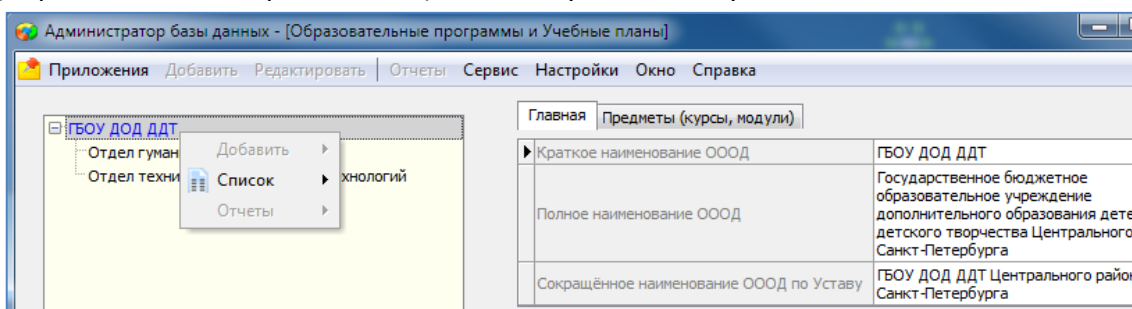 Администратор базы данных - [Образовательные программы и Учебные планы]
Приложения Добавить Редактировать Отчеты Сервис Настройки Окно Справка
Главная Предметы (курсы, модули)
ГБОУ ДОД ДДТ
Отдел гуман
Отдел техни хнологий
Добавить
Список
Отчеты
Краткое наименование ОООД ГБОУ ДОД ДДТ
Полное наименование ОООД
Государственное бюджетное
образовательное учреждение
дополнительного образования дете
детского творчества Центрального
Санкт-Петербурга
Сокращённое наименование ОООД по Уставу
ГБОУ ДОД ДДТ Центрального район
Санкт-Петербурга